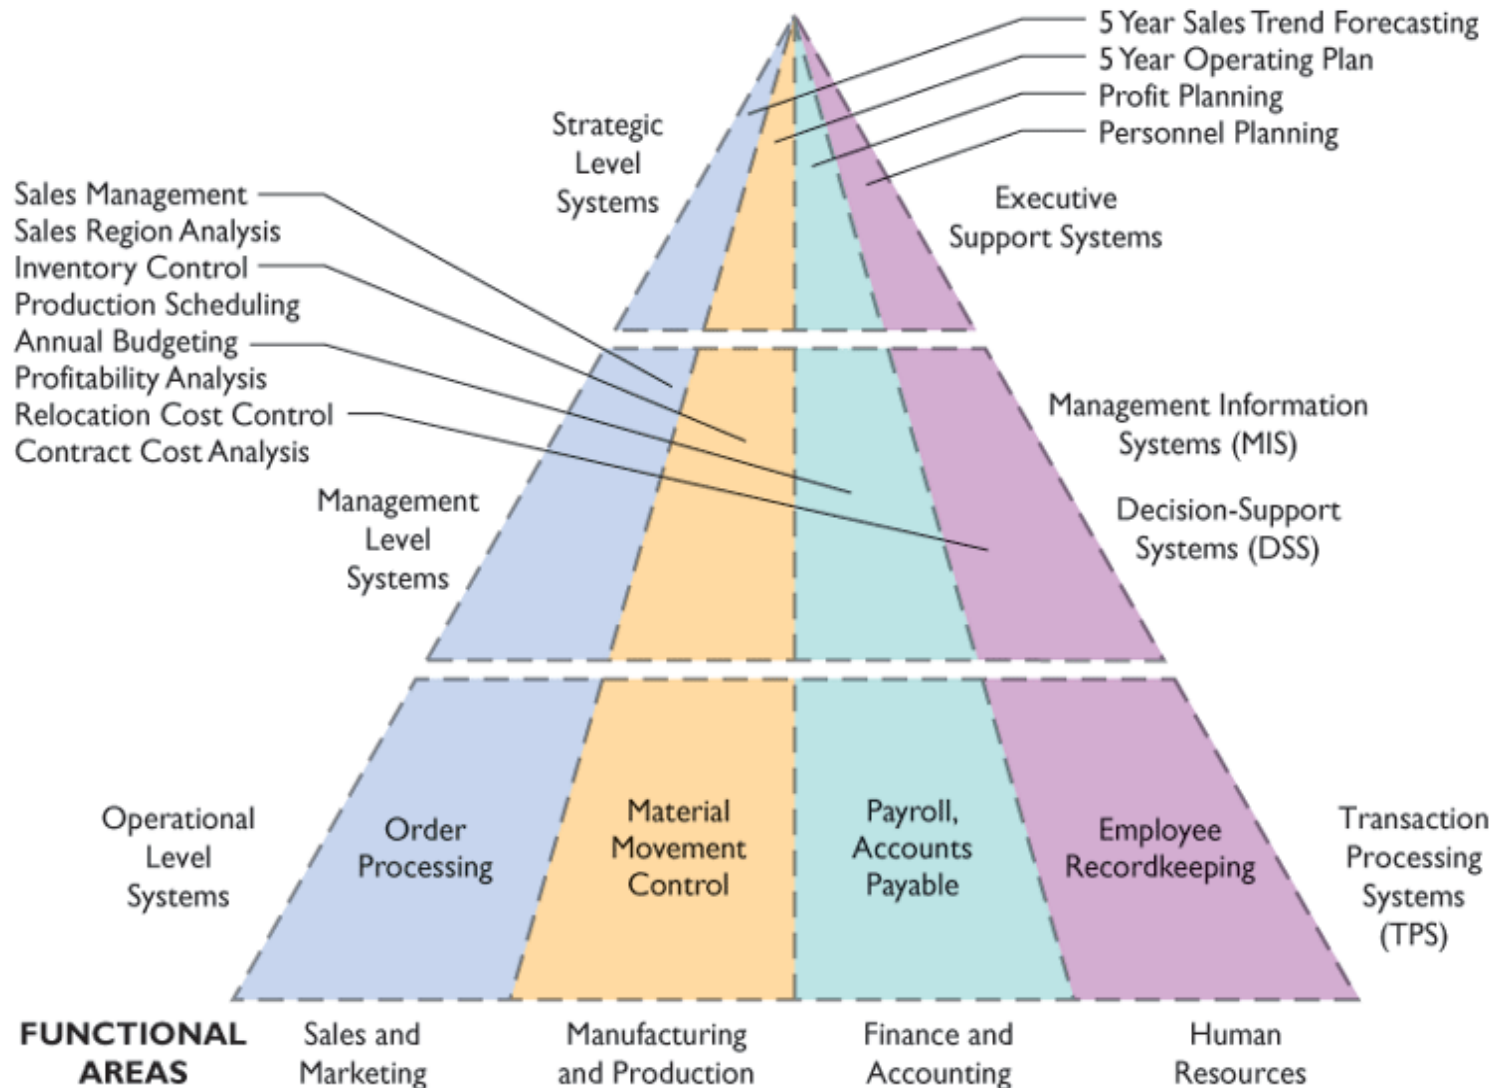 5 Year Sales Trend Forecasting
5 Year Operating Plan
Profit Planning
Personnel Planning
Strategic
Level
Systems
Executive
Support Systems
Sales Management
Sales Region Analysis
Inventory Control
Production Scheduling
Annual Budgeting
Profitability Analysis
Relocation Cost Control
Contract Cost Analysis
Management
Level
Systems
Management Information
Systems (MIS)
Decision-Support
Systems (DSS)
Operational
Level
Systems
Order
Processing
Material
Movement
Control
Payroll,
Accounts
Payable
Employee
Recordkeeping
Transaction
Processing
Systems
(TPS)
FUNCTIONAL
AREAS
Sales and
Marketing
Manufacturing
and Production
Finance and
Accounting
Human
Resources